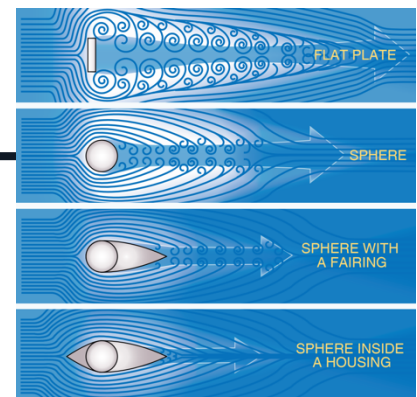 FLAT PLATE
SPHERE
SPHERE WITH
A FAIRING
SPHERE INSIDE
A HOUSING